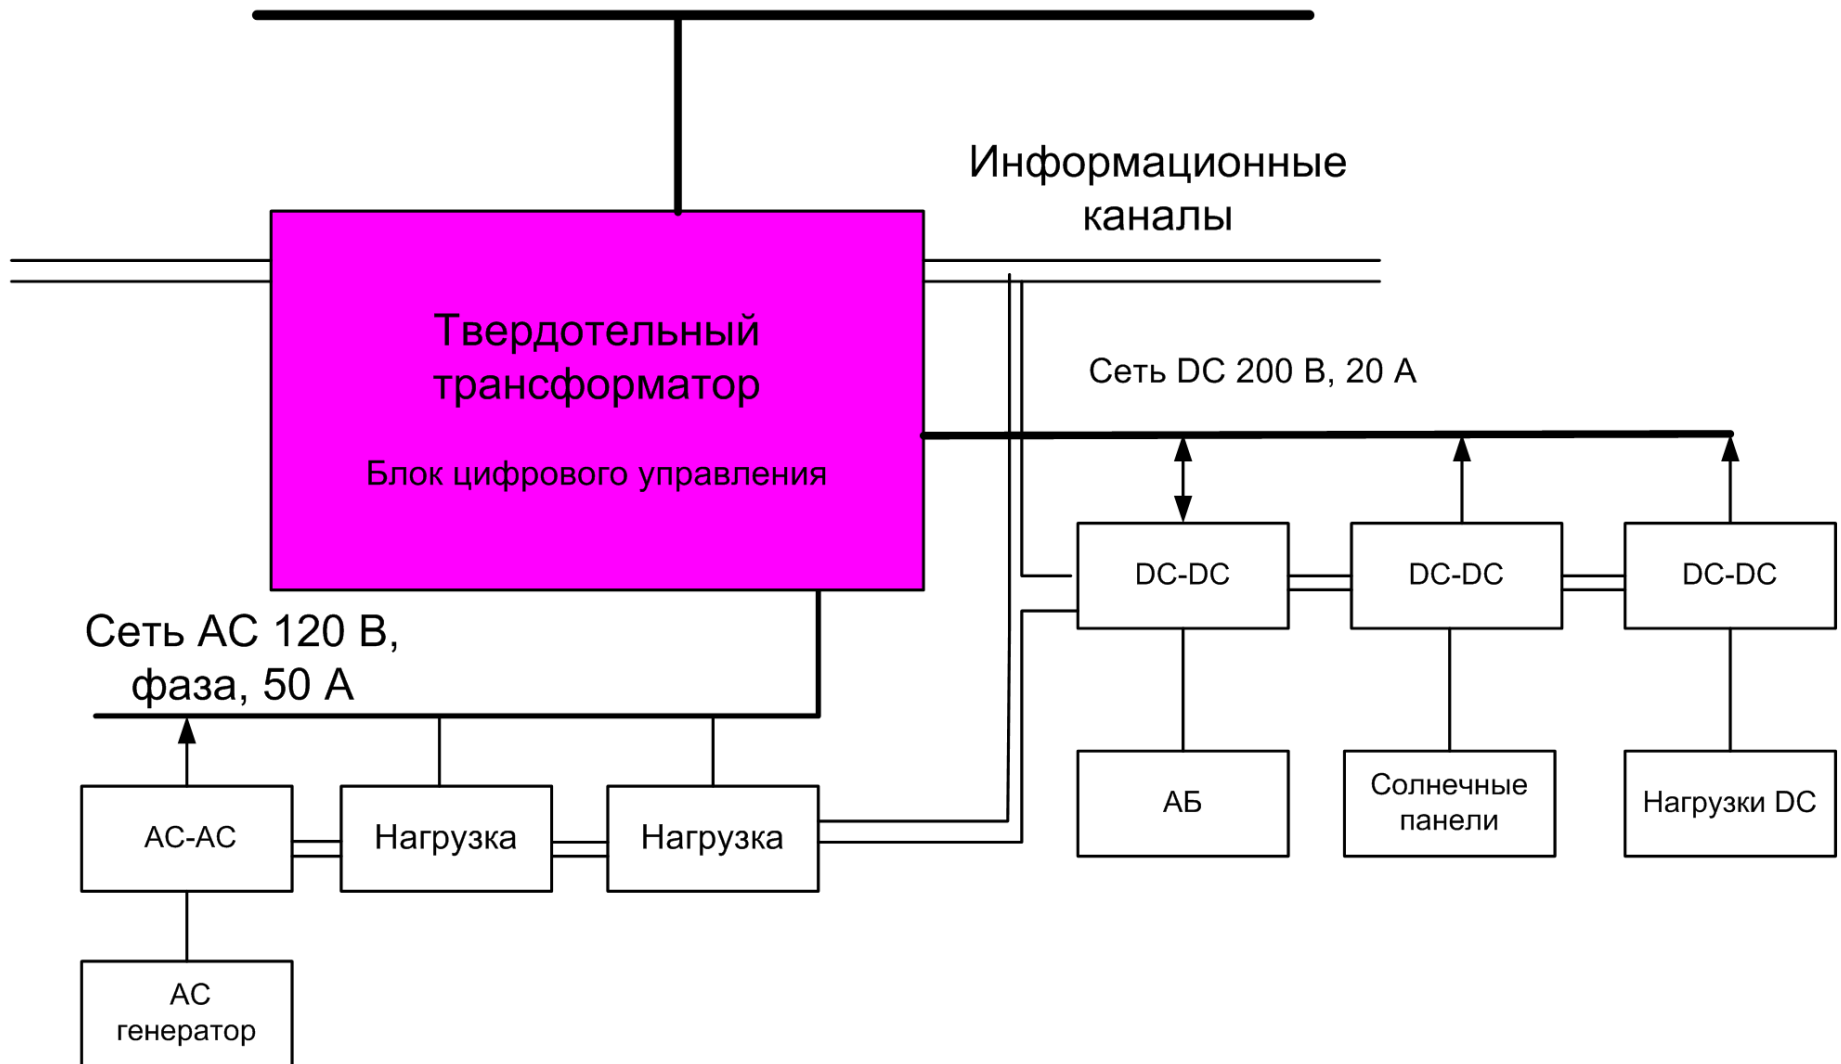 Информационные
каналы
Твердотельный
трансформатор
Блок цифрового управления
Сеть DC 200 В, 20 А
DC-DC
DC-DC
DC-DC
Сеть АС 120 В,
фаза, 50 А
АБ
Солнечные
панели
Нагрузки DC
АС-АС
Нагрузка
Нагрузка
АС
генератор